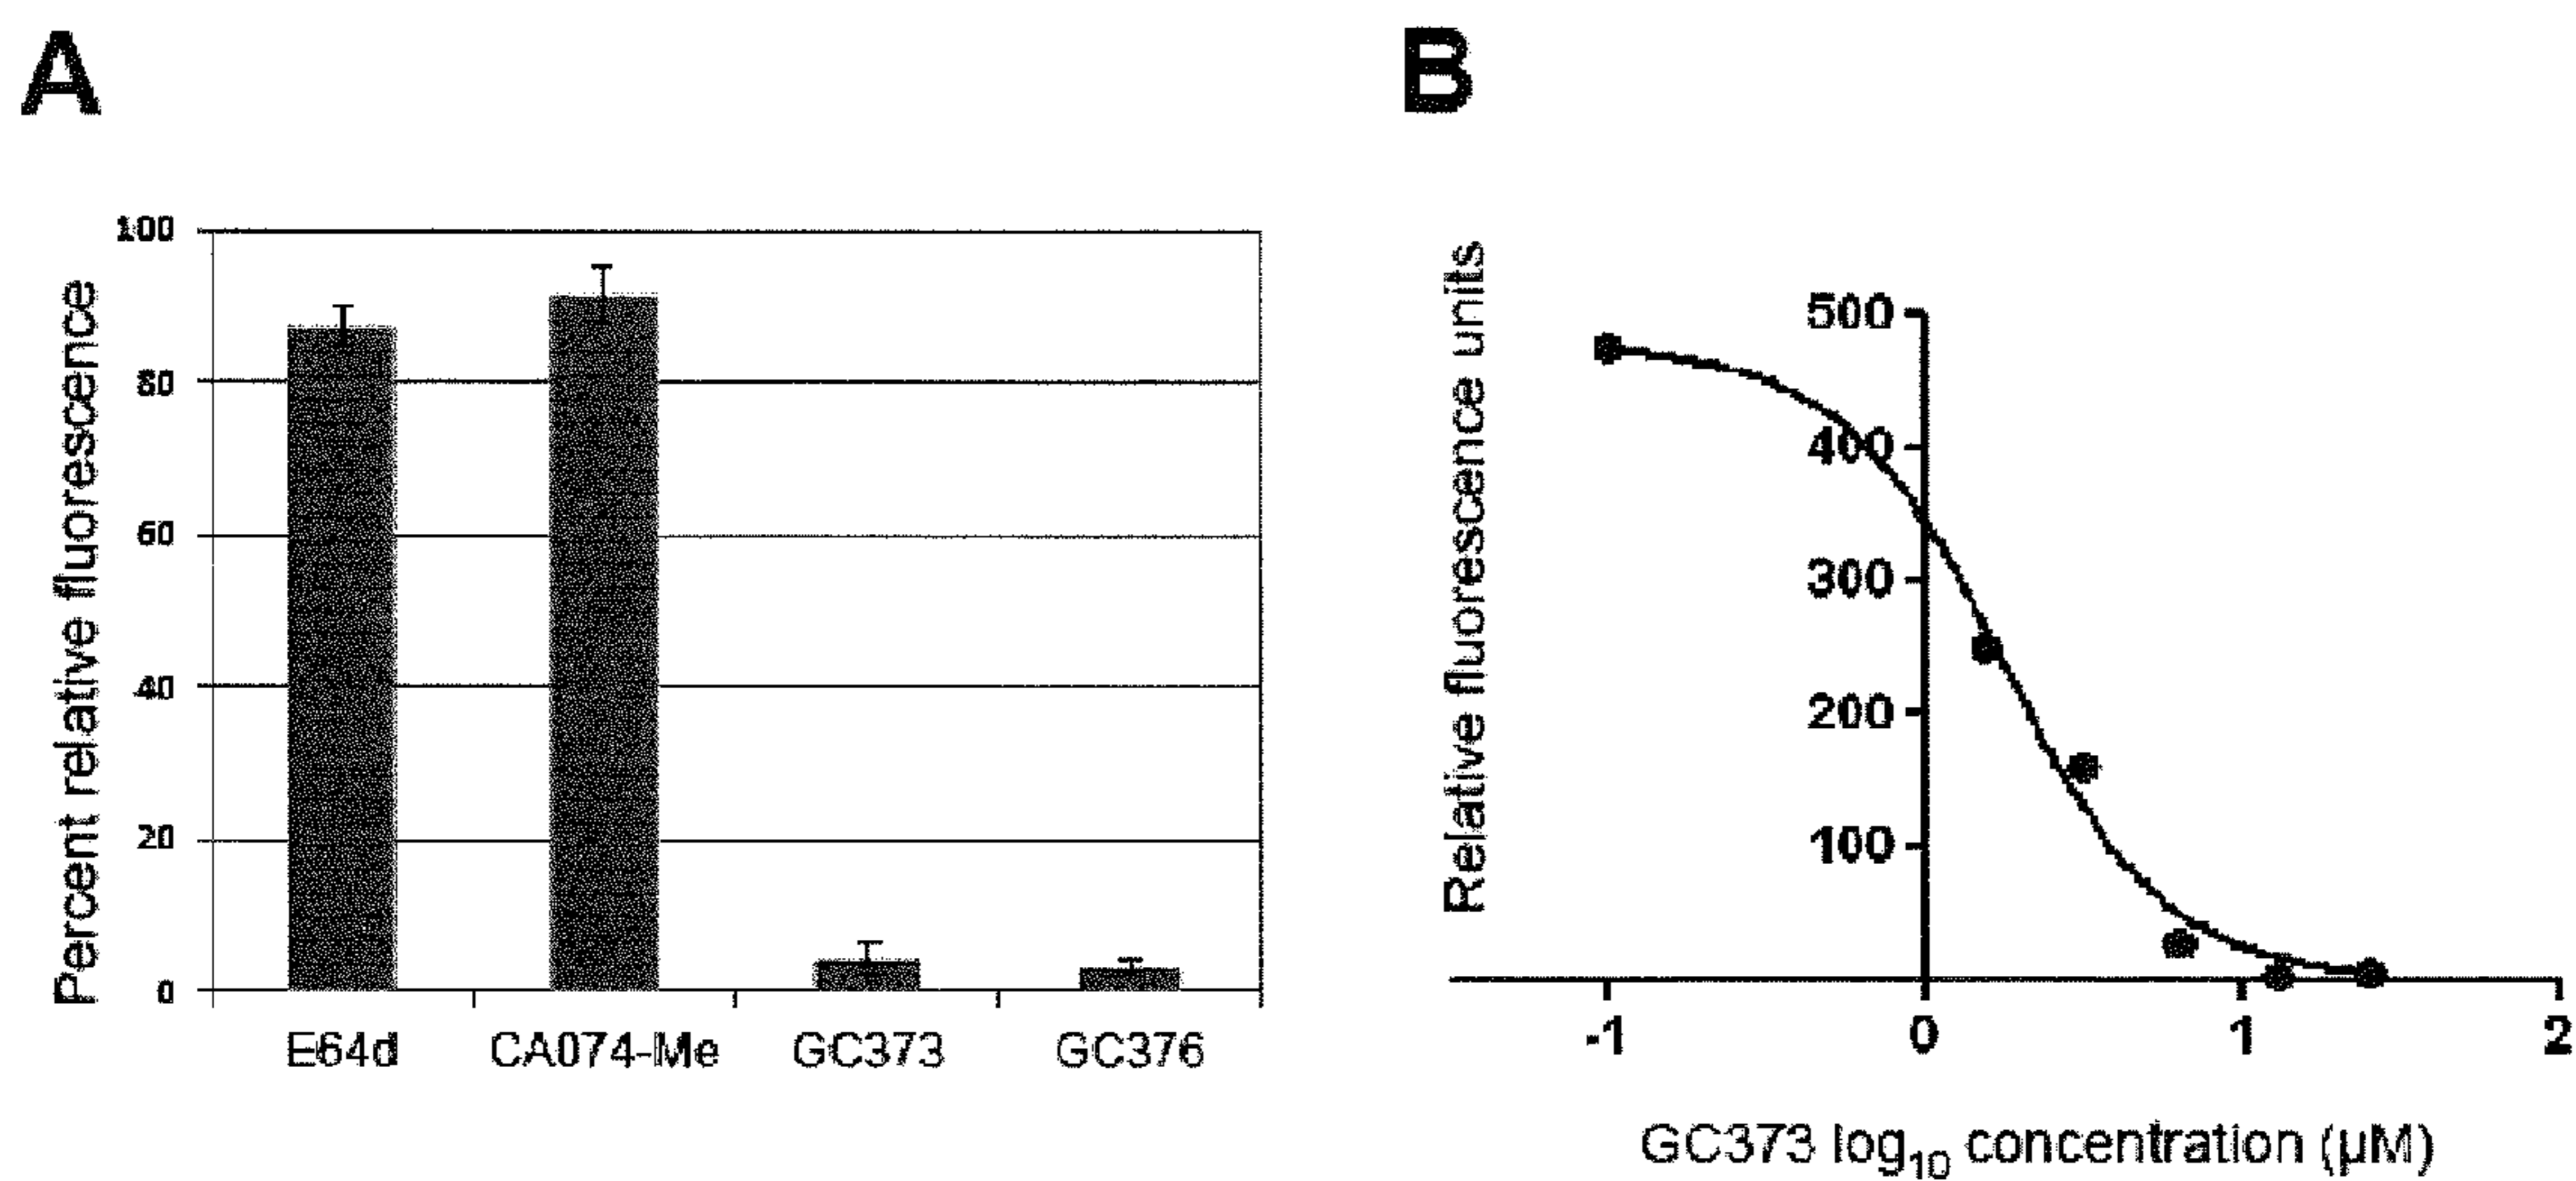 A
B
Percent relative fluorescence
100
80
60
40
20
0
E64d CA074-Me GC373 GC376
Relative fluorescence units
500
400
300
200
100
-1 0 1 2
GC373 log10 concentration (µM)